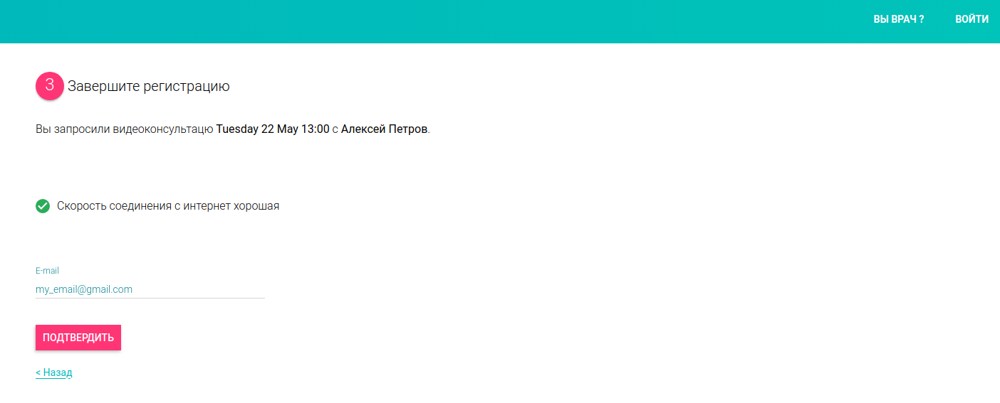 ВЫ ВРАЧ ? ВОЙТИ
3 Завершите регистрацию
Вы запросили видеоконсультацю Tuesday 22 May 13:00 с Алексей Петров.
Скорость соединения с интернет хорошая
E-mail
my_email@gmail.com
ПОДТВЕРДИТЬ
< Назад